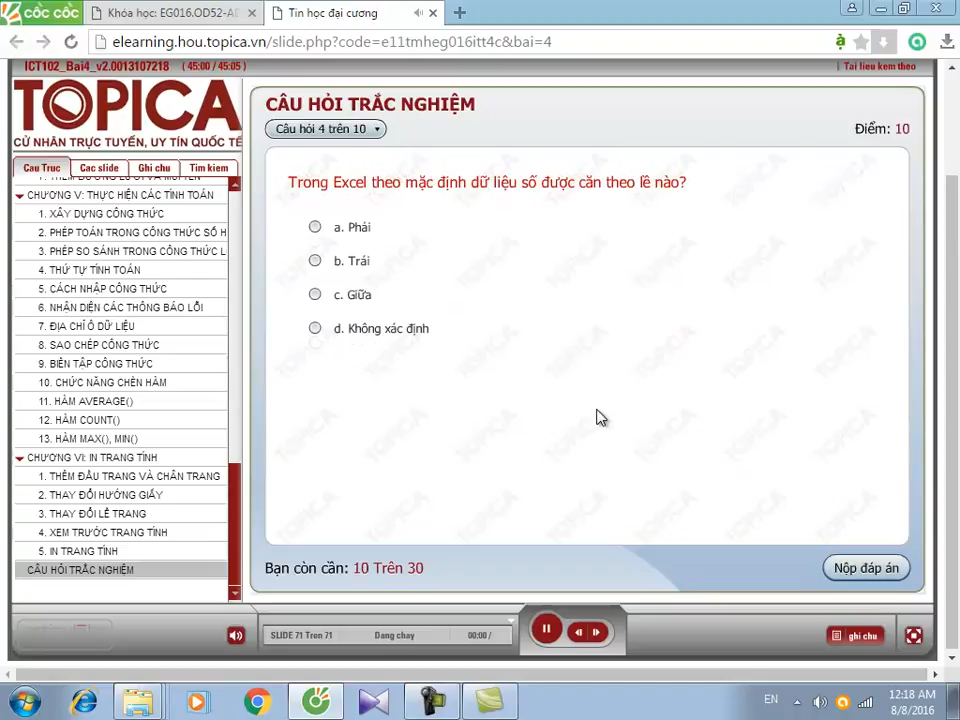 cốc cốc
Khóa học: EG016.OD52-AD
Tin học đại cương
elearning.hou.topica.vn/slide.php?code=e11tmheg016itt4c&bai=4
ICT102_Bai4_v2.0013107218 (45:00 / 45:05)
Tai lieu kem theo
TOPICA
CỬ NHÂN TRỰC TUYẾN, UY TÍN QUỐC TẾ
Cau Truc
Cac slide
Ghi chu
Tim kiem
CHƯƠNG V: THỰC HIỆN CÁC TÍNH TOÁN
1. XÂY DỰNG CÔNG THỨC
2. PHÉP TOÁN TRONG CÔNG THỨC SỐ H
3. PHÉP SO SÁNH TRONG CÔNG THỨC L
4. THỨ TỰ TÍNH TOÁN
5. CÁCH NHẬP CÔNG THỨC
6. NHẬN DIỆN CÁC THÔNG BÁO LỖI
7. ĐỊA CHỈ Ô DỮ LIỆU
8. SAO CHÉP CÔNG THỨC
9. BIÊN TẬP CÔNG THỨC
10. CHỨC NĂNG CHÈN HÀM
11. HÀM AVERAGE()
12. HÀM COUNT()
13. HÀM MAX(), MIN()
CHƯƠNG VI: IN TRANG TÍNH
1. THÊM ĐẦU TRANG VÀ CHÂN TRANG
2. THAY ĐỔI HƯỚNG GIẤY
3. THAY ĐỔI LỀ TRANG
4. XEM TRƯỚC TRANG TÍNH
5. IN TRANG TÍNH
CÂU HỎI TRẮC NGHIỆM
CÂU HỎI TRẮC NGHIỆM
Câu hỏi 4 trên 10
Điểm: 10
Trong Excel theo mặc định dữ liệu số được căn theo lề nào?
a. Phải
b. Trái
c. Giữa
d. Không xác định
Bạn còn cần: 10 Trên 30
Nộp đáp án
SLIDE 71 Tren 71
Dang chay
00:00 /
ghi chu
EN
12:18 AM
8/8/2016